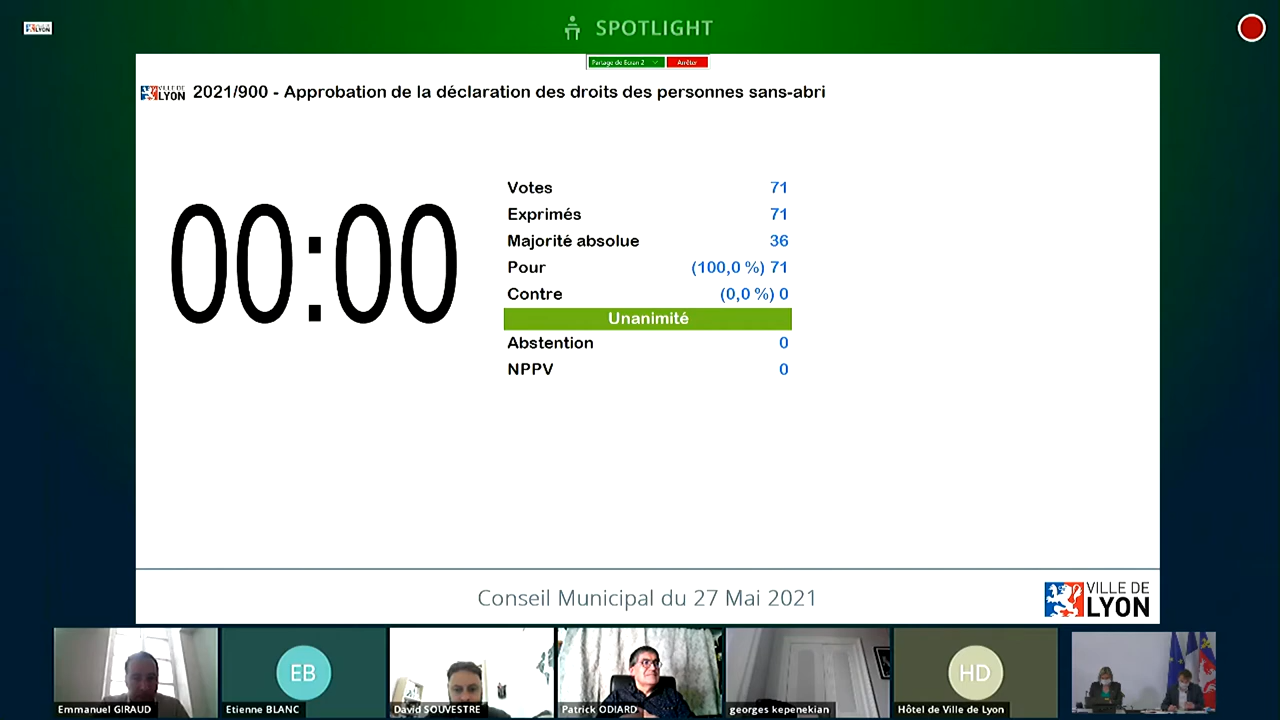 SPOTLIGHT
Partage de Ecran 2 Arrêter
VILLE DE LYON 2021/900 - Approbation de la déclaration des droits des personnes sans-abri
00:00
Votes 71
Exprimés 71
Majorité absolue 36
Pour (100,0 %) 71
Contre (0,0 %) 0
Unanimité
Abstention 0
NPPV 0
Conseil Municipal du 27 Mai 2021
VILLE DE
LYON
EB
HD
Emmanuel GIRAUD
Etienne BLANC
David SOUVESTRE
Patrick ODIARD
georges kepenekian
Hôtel de Ville de Lyon